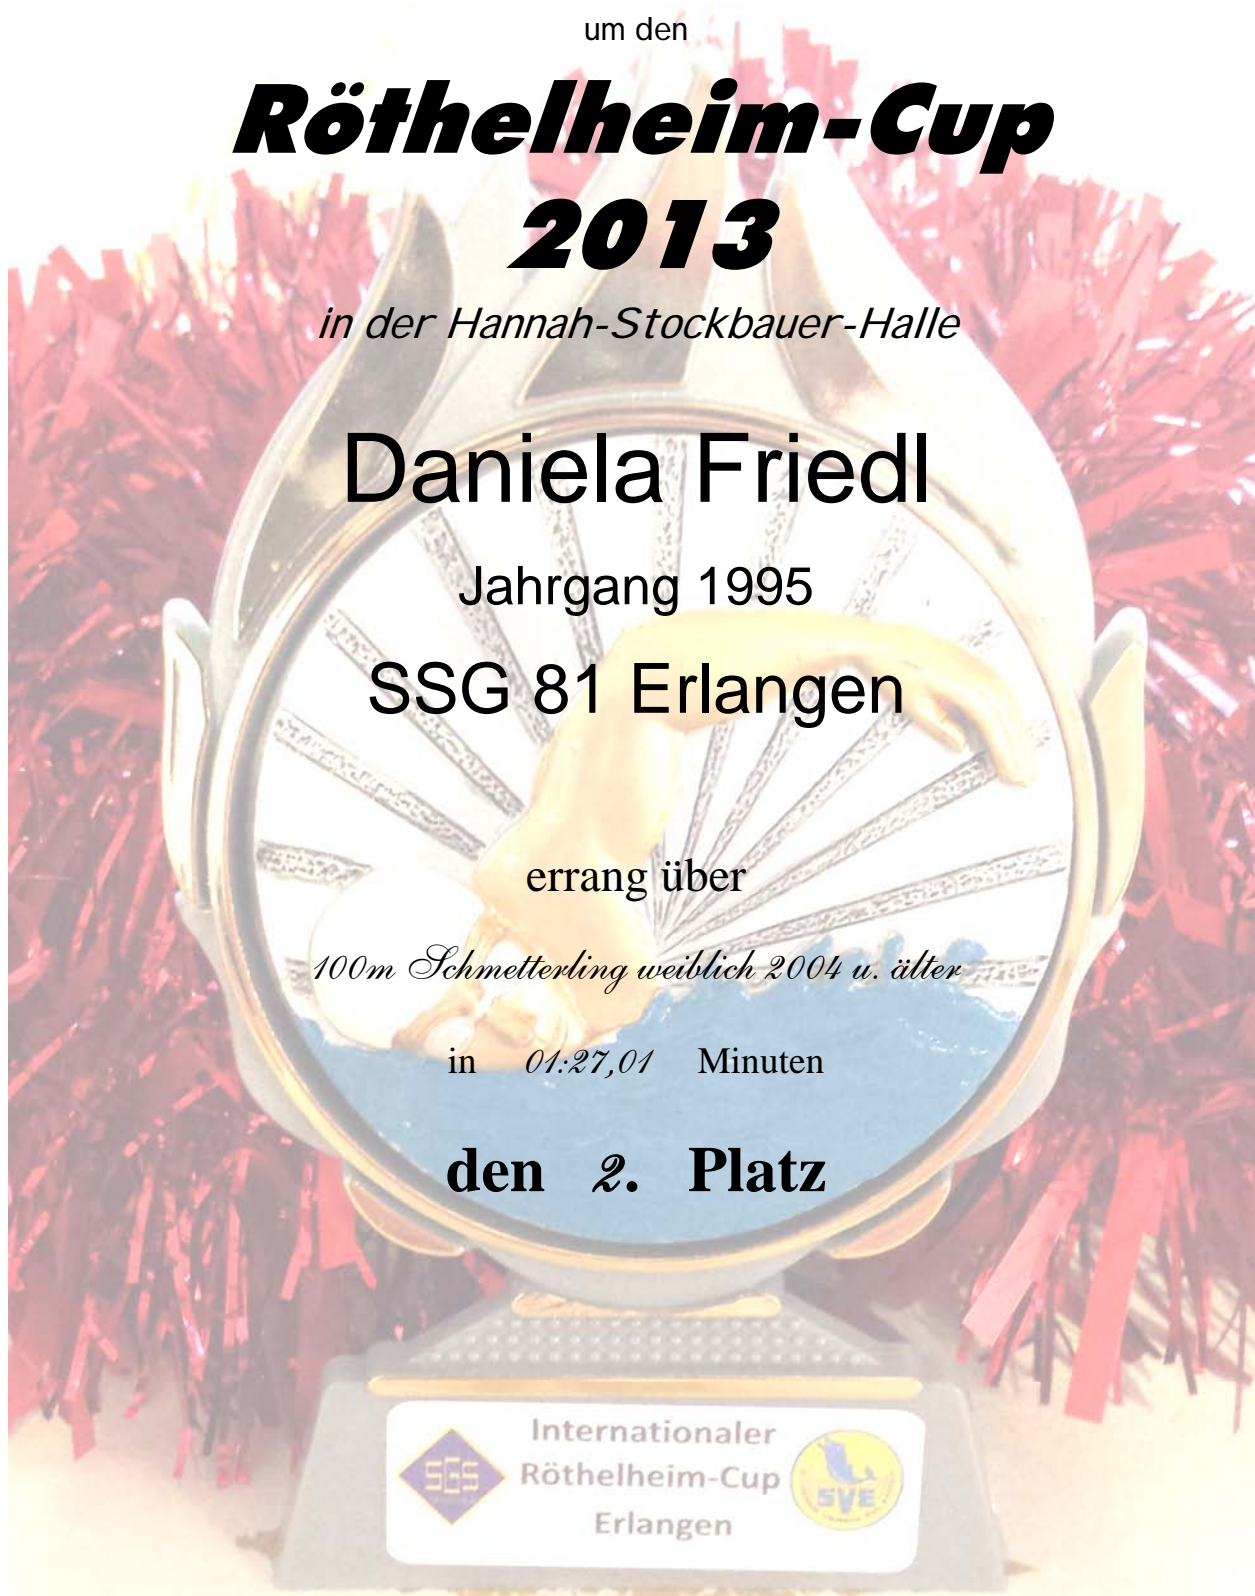 um den
Röthelheim-Cup
2013
in der Hannah-Stockbauer-Halle
Daniela Friedl
Jahrgang 1995
SSG 81 Erlangen
errang über
100m Schmetterling weiblich 2004 u. älter
in 01:27,01 Minuten
den 2. Platz
Internationaler
SGS Röthelheim-Cup SVE
Erlangen